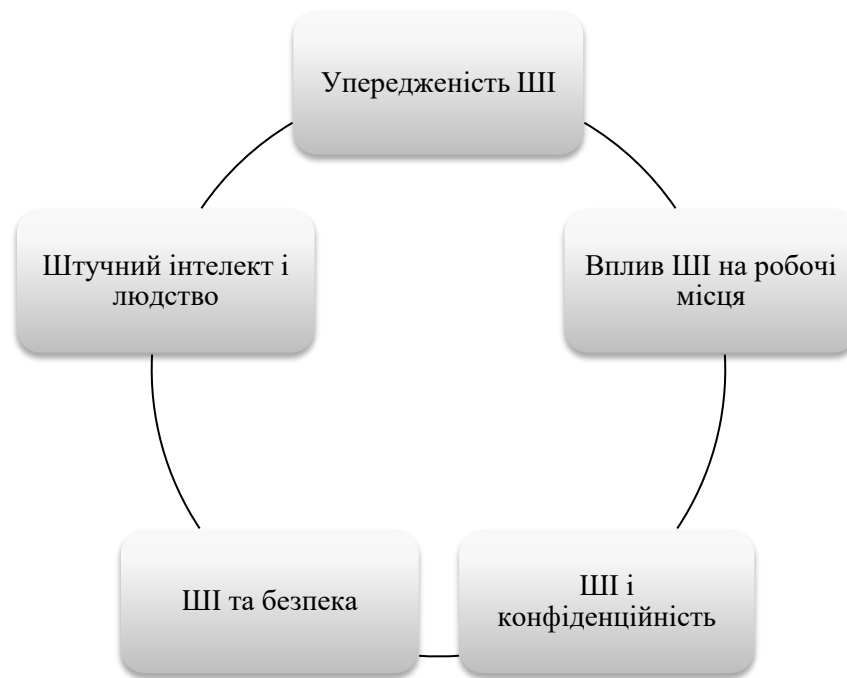 Упередженість ШІ
Вплив ШІ на робочі
місця
ШІ і
конфіденційність
ШІ та безпека
Штучний інтелект і
людство